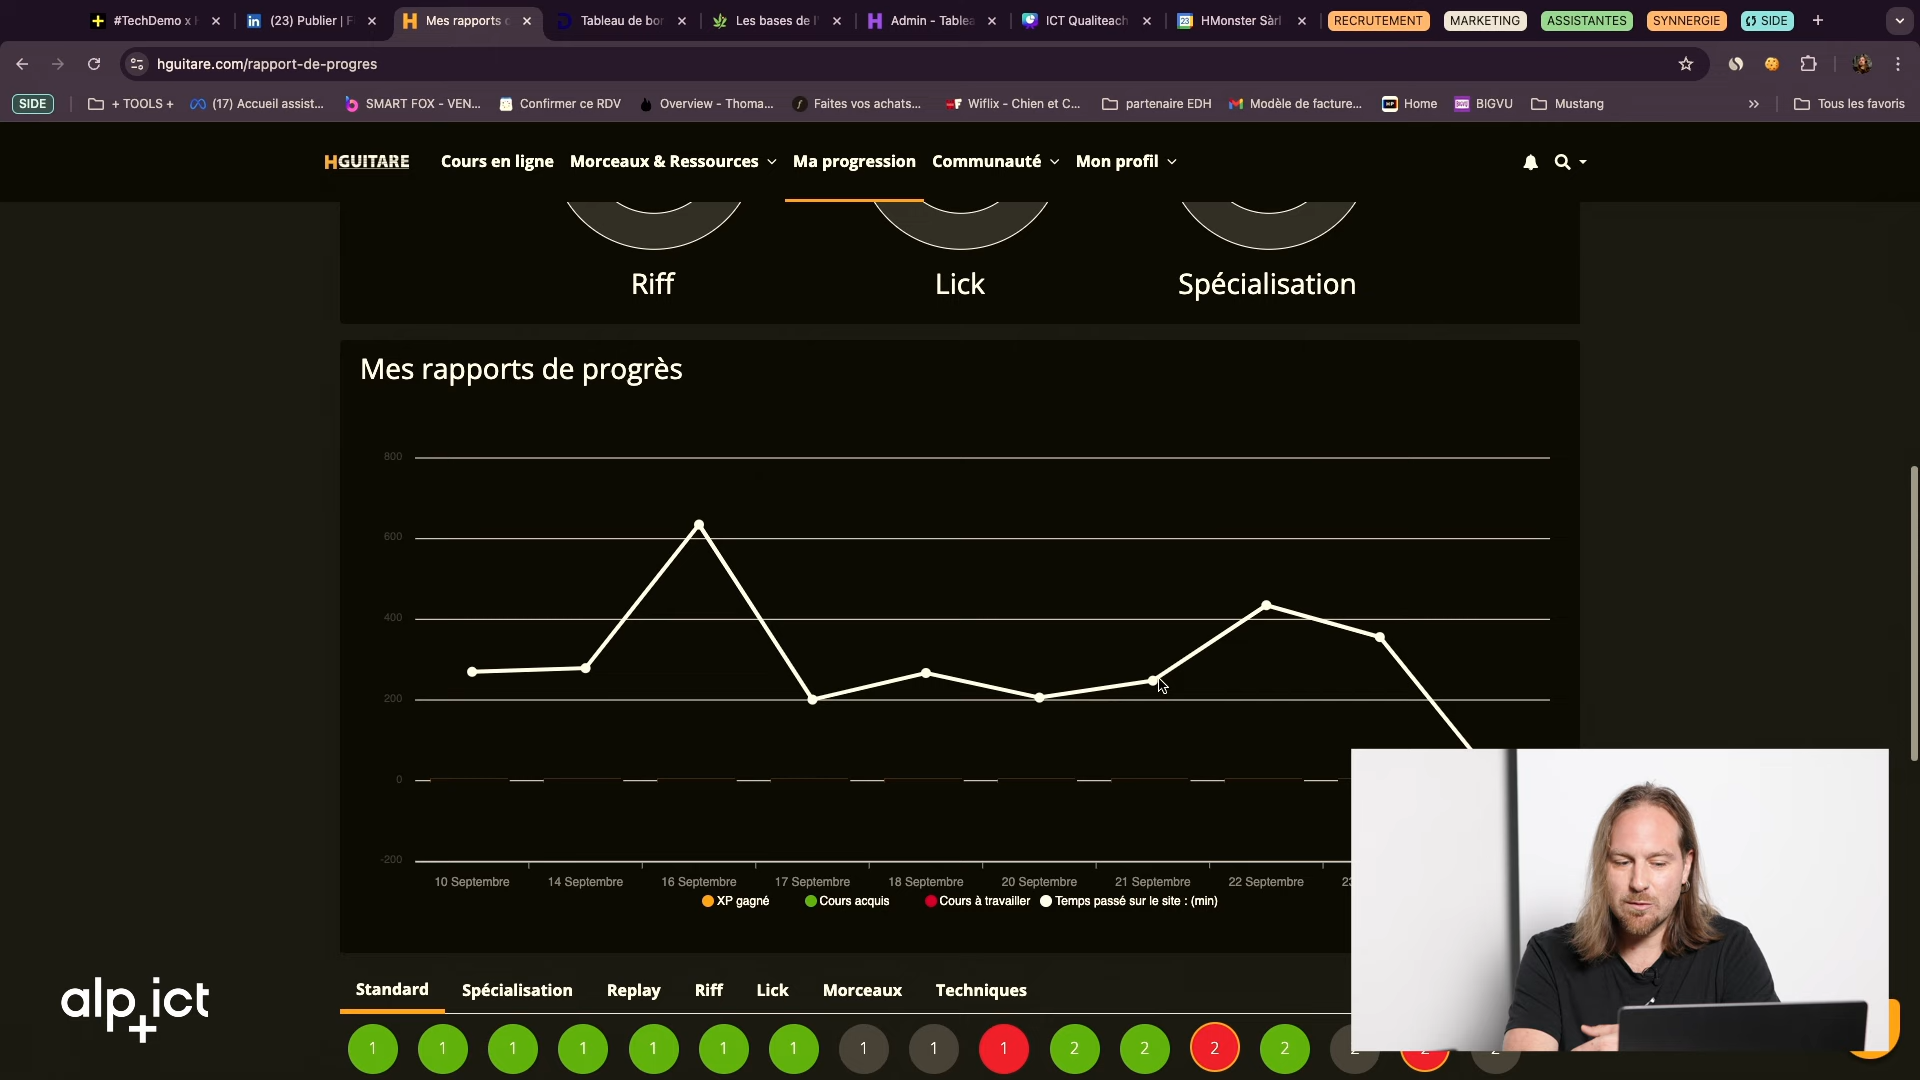 #TechDemo x
(23) Publier | F
Mes rapports
Tableau de bor
Les bases de l'
Admin - Tablea
ICT Qualiteach
HMonster Sàrl
RECRUTEMENT
MARKETING
ASSISTANTES
SYNNERGIE
SIDE
hguitare.com/rapport-de-progres
SIDE
+ TOOLS +
(17) Accueil assist...
SMART FOX - VEN...
Confirmer ce RDV
Overview - Thoma...
Faites vos achats...
Wiflix - Chien et C...
partenaire EDH
Modèle de facture...
Home
BIGVU
Mustang
Tous les favoris
HGUITARE
Cours en ligne
Morceaux & Ressources
Ma progression
Communauté
Mon profil
Riff
Lick
Spécialisation
Mes rapports de progrès
800
600
400
200
0
-200
10 Septembre
14 Septembre
16 Septembre
17 Septembre
18 Septembre
20 Septembre
21 Septembre
22 Septembre
XP gagné
Cours acquis
Cours à travailler
Temps passé sur le site : (min)
Standard
Spécialisation
Replay
Riff
Lick
Morceaux
Techniques
1 1 1 1 1 1 1 1 1 1 2 2 2 2
alp+ict